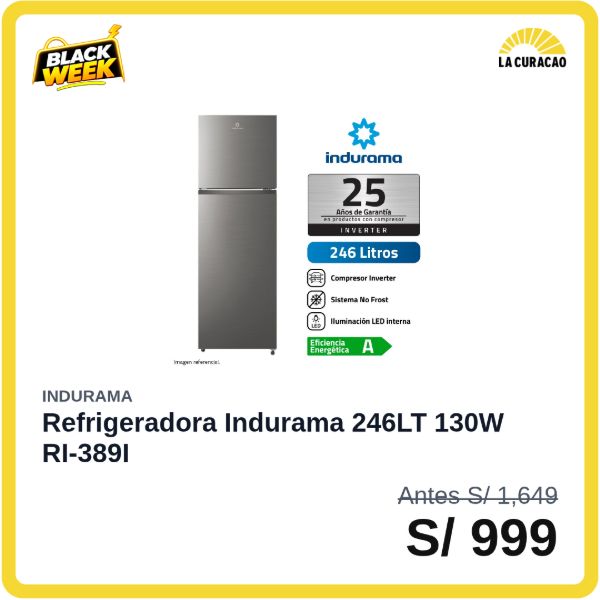 BLACK
WEEK
LA CURACAO
indurama
25
Años de Garantía
en productos con compresor
INVERTER
246 Litros
Compresor Inverter
Sistema No Frost
LED
Iluminación LED interna
Eficiencia
Energética
A
Imagen referencial.
INDURAMA
Refrigeradora Indurama 246LT 130W
RI-389I
Antes S/ 1,649
S/ 999